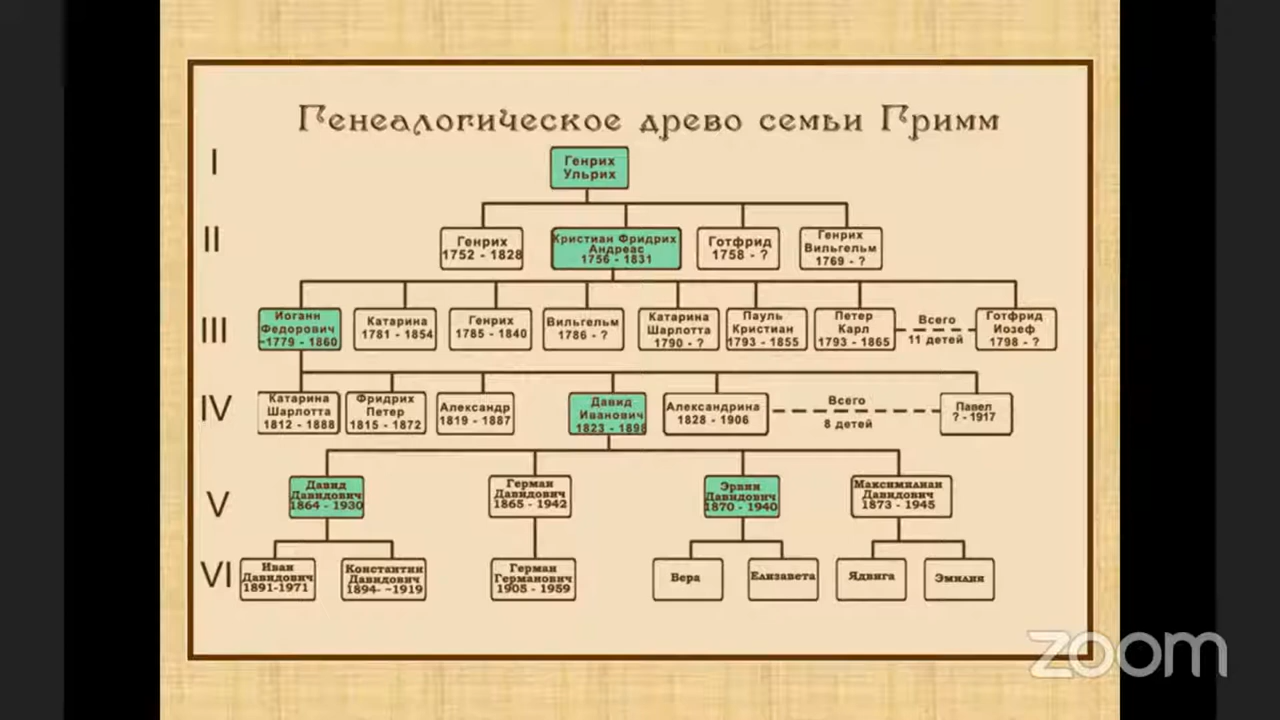 Генеалогическое древо семьи Гримм
I
Генрих
Ульрих
II
Генрих
1752 - 1828
Кристиан Фридрих
Андреас
1756 - 1831
Готфрид
1758 - ?
Генрих
Вильгельм
1769 - ?
III
Иоганн
Федорович
~1779 - 1860
Катарина
1781 - 1854
Генрих
1785 - 1840
Вильгельм
1786 - ?
Катарина
Шарлотта
1790 - ?
Пауль
Кристиан
1793 - 1855
Петер
Карл
1793 - 1865
Всего
11 детей
Готфрид
Иозеф
1798 - ?
IV
Катарина
Шарлотта
1812 - 1888
Фридрих
Петер
1815 - 1872
Александр
1819 - 1887
Давид
Иванович
1823 - 1898
Александрина
1828 - 1906
Всего
8 детей
Павел
? - 1917
V
Давид
Давидович
1864 - 1930
Герман
Давидович
1865 - 1942
Эрвин
Давидович
1870 - 1940
Максимилиан
Давидович
1873 - 1945
VI
Иван
Давидович
1891-1971
Константин
Давидович
1894- ~1919
Герман
Германович
1905 - 1959
Вера
Елизавета
Ядвига
Эмилия
zoom